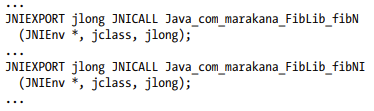 ...
JNIEXPORT jlong JNICALL Java_com_marakana_FibLib_fibN
(JNIEnv *, jclass, jlong);
...
JNIEXPORT jlong JNICALL Java_com_marakana_FibLib_fibNI
(JNIEnv *, jclass, jlong);
...